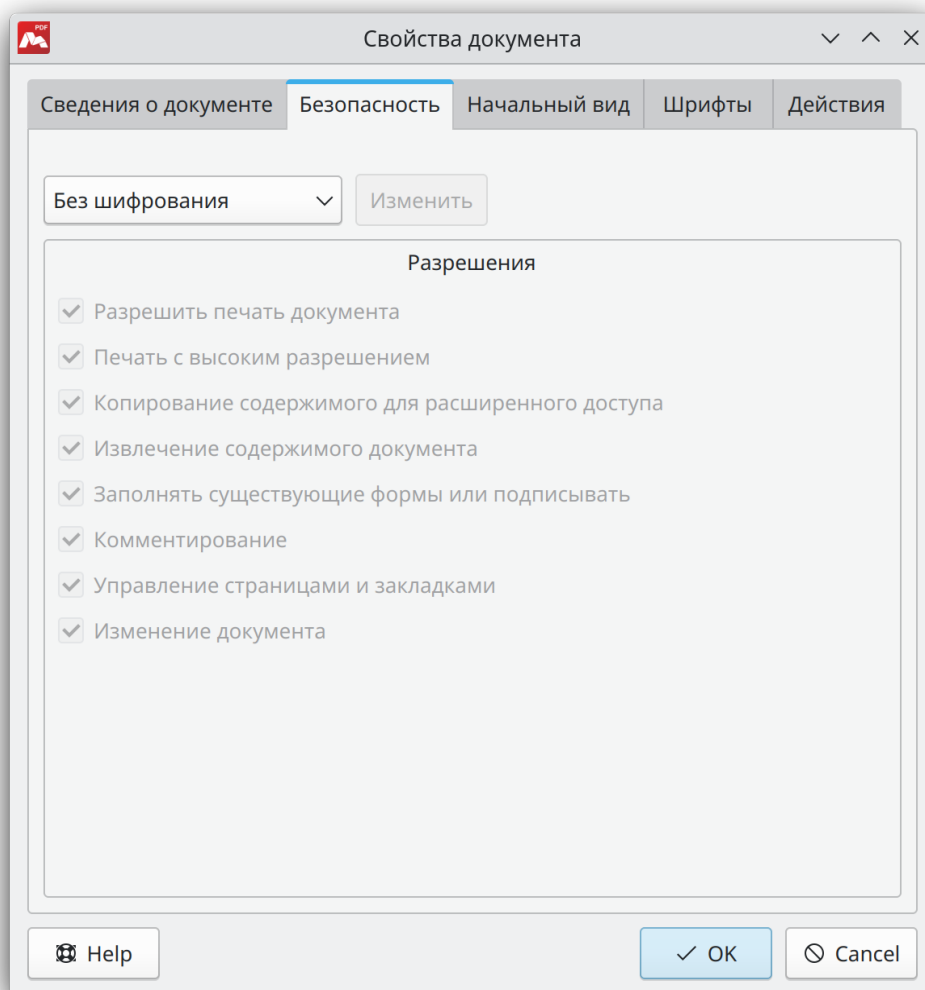 PDF
Свойства документа
Сведения о документе Безопасность Начальный вид Шрифты Действия
Без шифрования Изменить
Разрешения
Разрешить печать документа
Печать с высоким разрешением
Копирование содержимого для расширенного доступа
Извлечение содержимого документа
Заполнять существующие формы или подписывать
Комментирование
Управление страницами и закладками
Изменение документа
Help OK Cancel